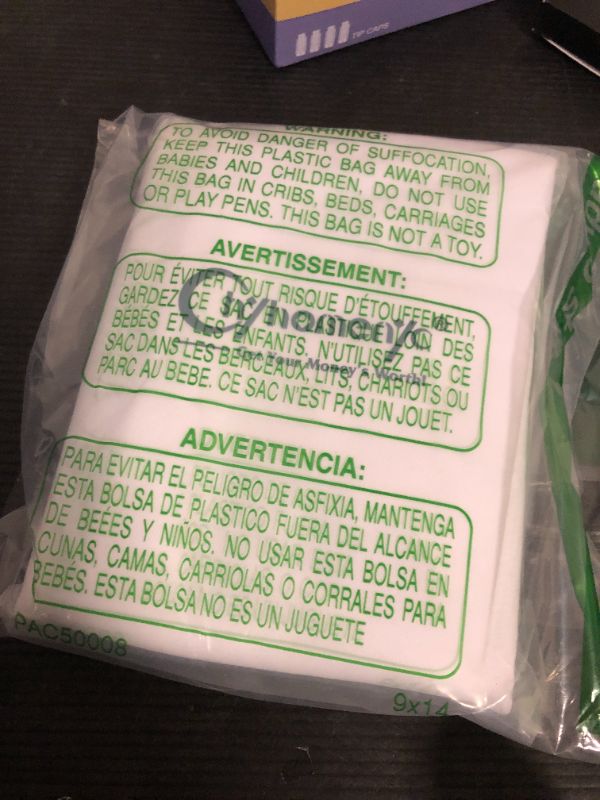 TIP CAPS
WARNING:
TO AVOID DANGER OF SUFFOCATION,
KEEP THIS PLASTIC BAG AWAY FROM
BABIES AND CHILDREN, DO NOT USE
THIS BAG IN CRIBS, BEDS, CARRIAGES
OR PLAY PENS. THIS BAG IS NOT A TOY.
AVERTISSEMENT:
POUR ÉVITER TOUT RISQUE D'ÉTOUFFEMENT,
GARDEZ CE SAC EN PLASTIQUE LOIN DES
BÉBÉS ET LES ENFANTS. N'UTILISEZ PAS CE
SAC DANS LES BERCEAUX, LITS, CHARIOTS OU
PARC AU BEBE. CE SAC N'EST PAS UN JOUET.
Your Money's Worth!
ADVERTENCIA:
PARA EVITAR EL PELIGRO DE ASFIXIA, MANTENGA
ESTA BOLSA DE PLASTICO FUERA DEL ALCANCE
DE BEÉES Y NIÑOS. NO USAR ESTA BOLSA EN
CUNAS, CAMAS, CARRIOLAS O CORRALES PARA
BEBÉS. ESTA BOLSA NO ES UN JUGUETE
PAC50008
9x14